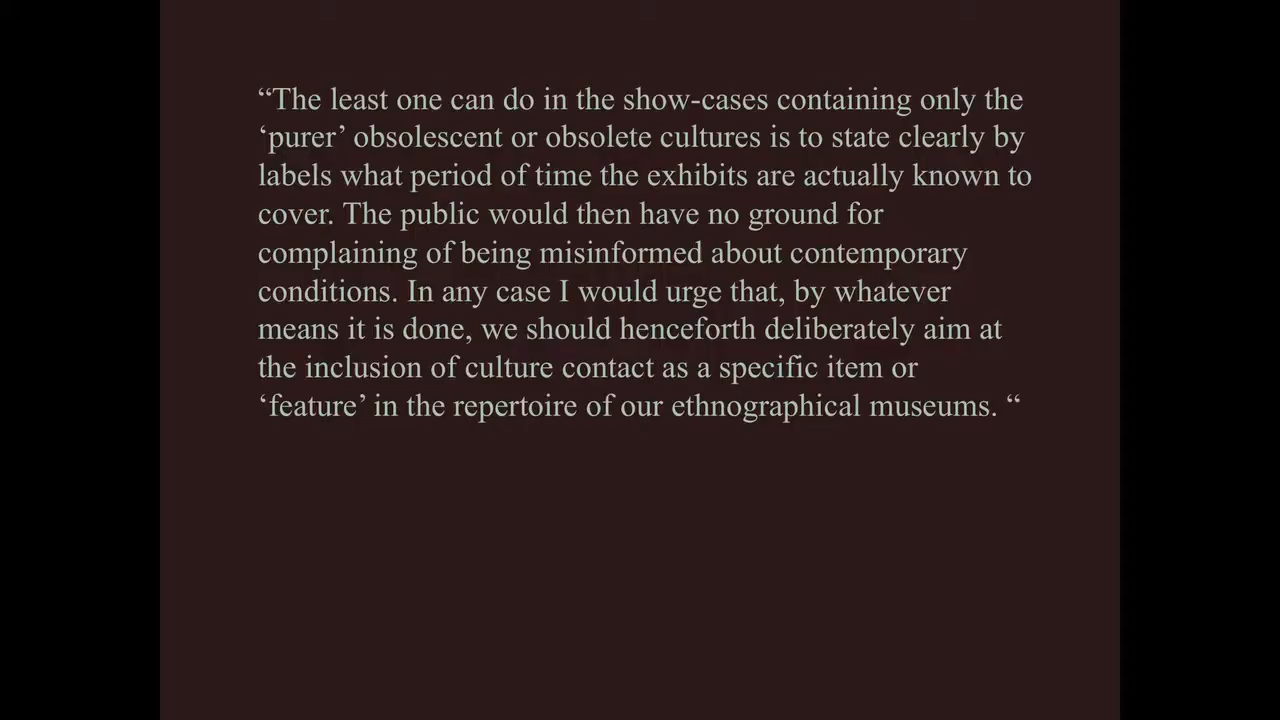 “The least one can do in the show-cases containing only the
‘purer’ obsolescent or obsolete cultures is to state clearly by
labels what period of time the exhibits are actually known to
cover. The public would then have no ground for
complaining of being misinformed about contemporary
conditions. In any case I would urge that, by whatever
means it is done, we should henceforth deliberately aim at
the inclusion of culture contact as a specific item or
‘feature’ in the repertoire of our ethnographical museums. “